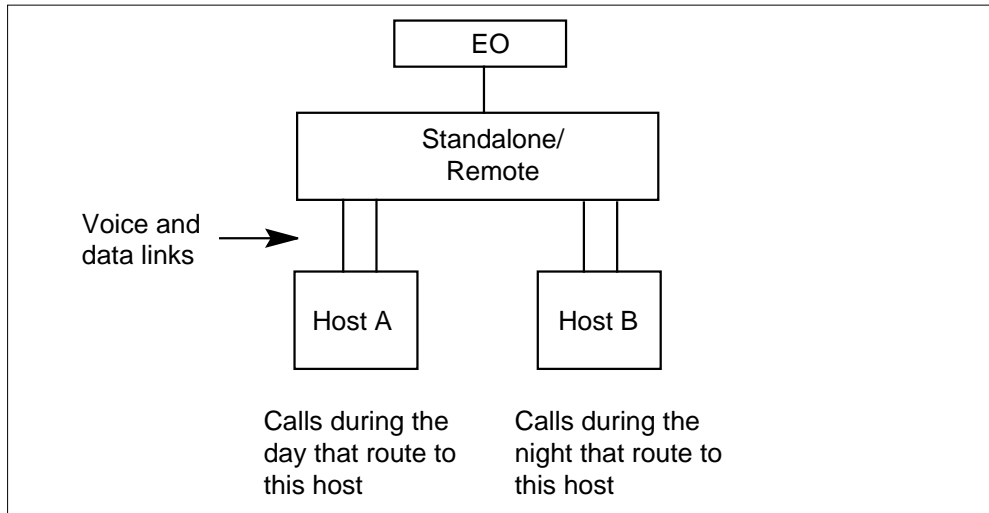 EO
Standalone/
Remote
Voice and
data links
Host A
Host B
Calls during the
day that route to
this host
Calls during the
night that route to
this host